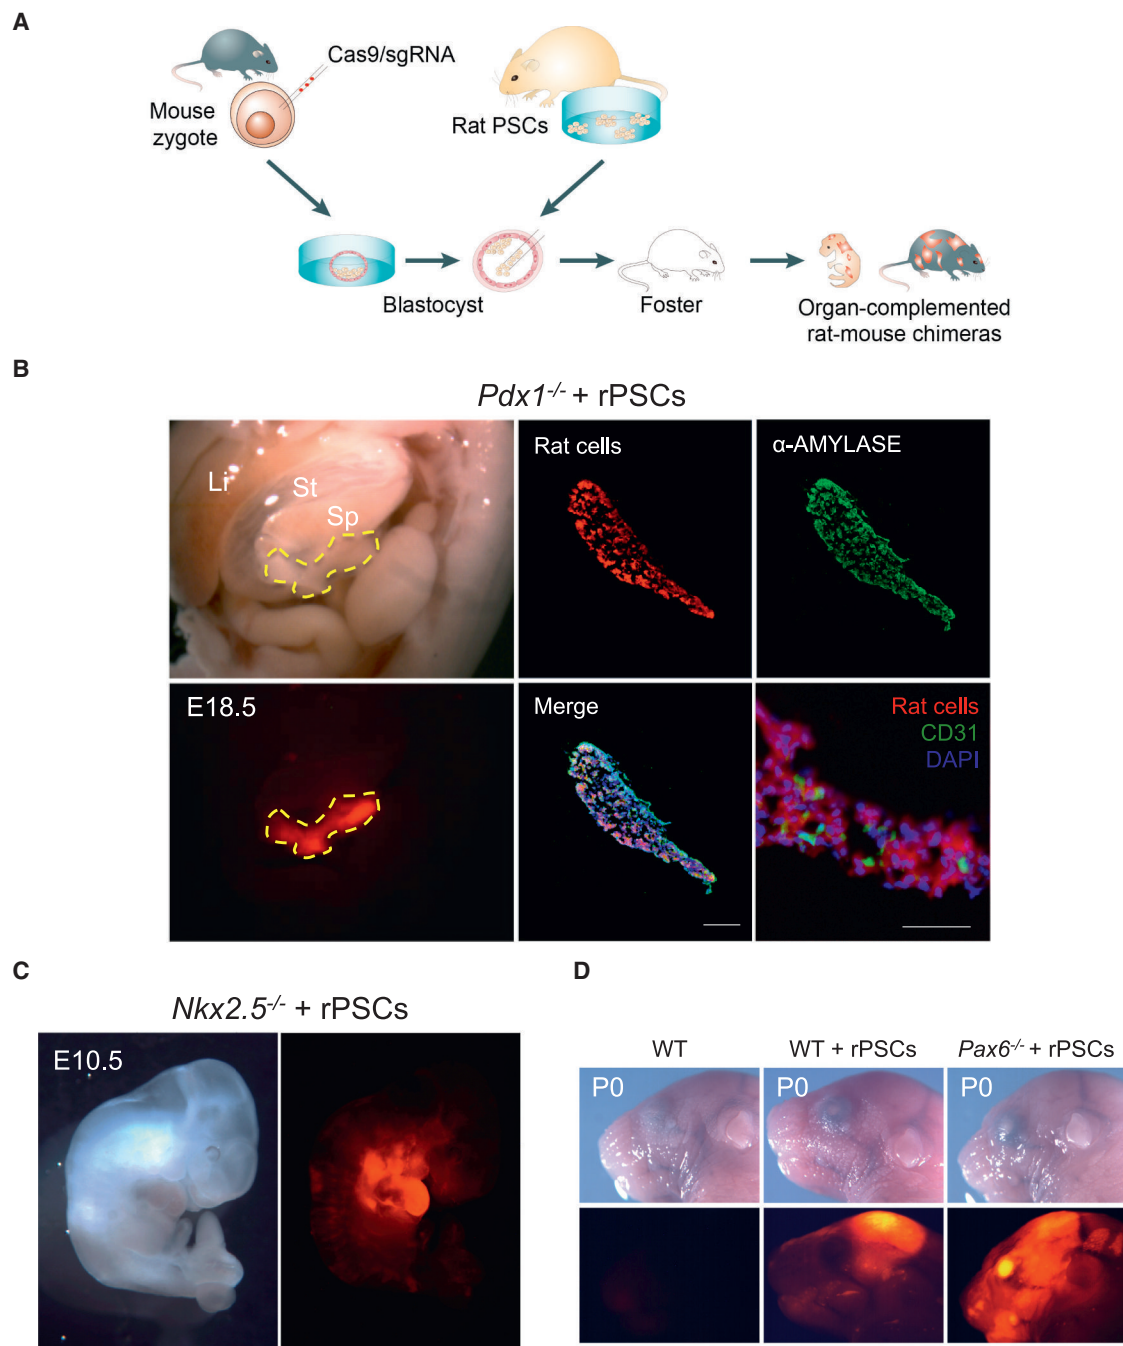 A
Cas9/sgRNA
Mouse
zygote
Rat PSCs
Blastocyst
Foster
Organ-complemented
rat-mouse chimeras
B
Pdx1-/- + rPSCs
Li
St
Sp
Rat cells
α-AMYLASE
E18.5
Merge
Rat cells
CD31
DAPI
C
Nkx2.5-/- + rPSCs
E10.5
D
WT
WT + rPSCs
Pax6-/- + rPSCs
P0
P0
P0